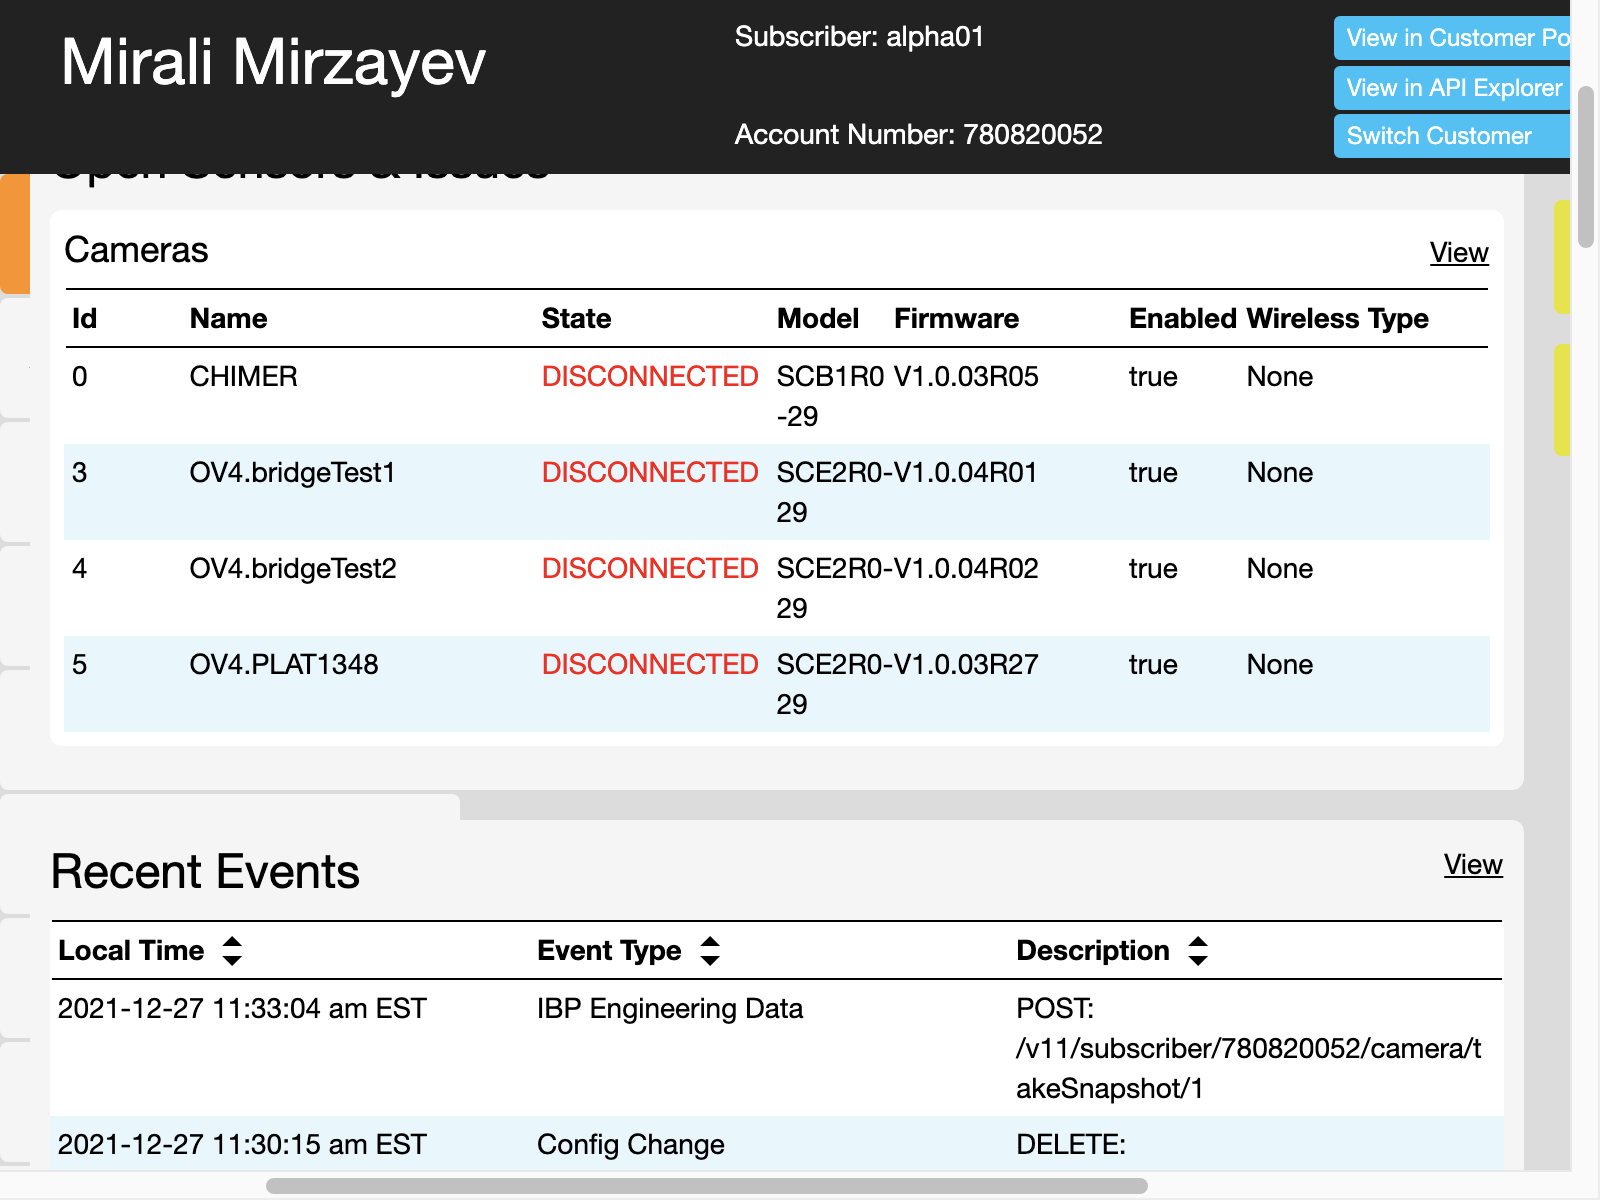 Mirali Mirzayev
Subscriber: alpha01
Account Number: 780820052
View in Customer Po
View in API Explorer
Switch Customer
Open Sensors & Issues
Cameras
View
Id Name State Model Firmware Enabled Wireless Type
0 CHIMER DISCONNECTED SCB1R0 V1.0.03R05 true None
-29
3 OV4.bridgeTest1 DISCONNECTED SCE2R0- V1.0.04R01 true None
29
4 OV4.bridgeTest2 DISCONNECTED SCE2R0- V1.0.04R02 true None
29
5 OV4.PLAT1348 DISCONNECTED SCE2R0- V1.0.03R27 true None
29
Recent Events
View
Local Time Event Type Description
2021-12-27 11:33:04 am EST IBP Engineering Data POST:
/v11/subscriber/780820052/camera/t
akeSnapshot/1
2021-12-27 11:30:15 am EST Config Change DELETE: